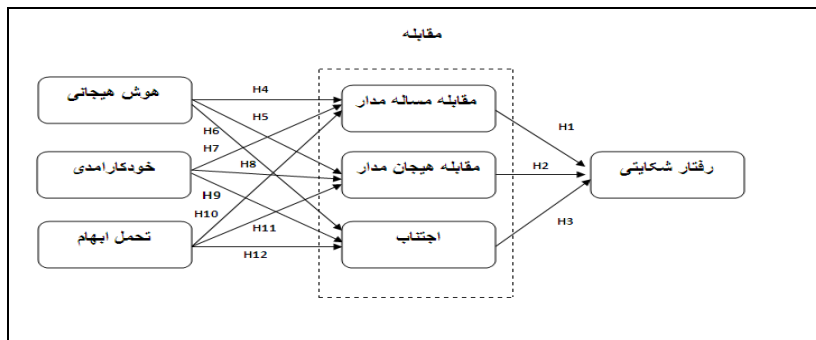 مقابله
هوش هیجانی
خودکارامدی
تحمل ابهام
H4
H5
H6
H7
H8
H9
H10
H11
H12
مقابله مساله مدار
مقابله هیجان مدار
اجتناب
H1
H2
H3
رفتار شکایتی